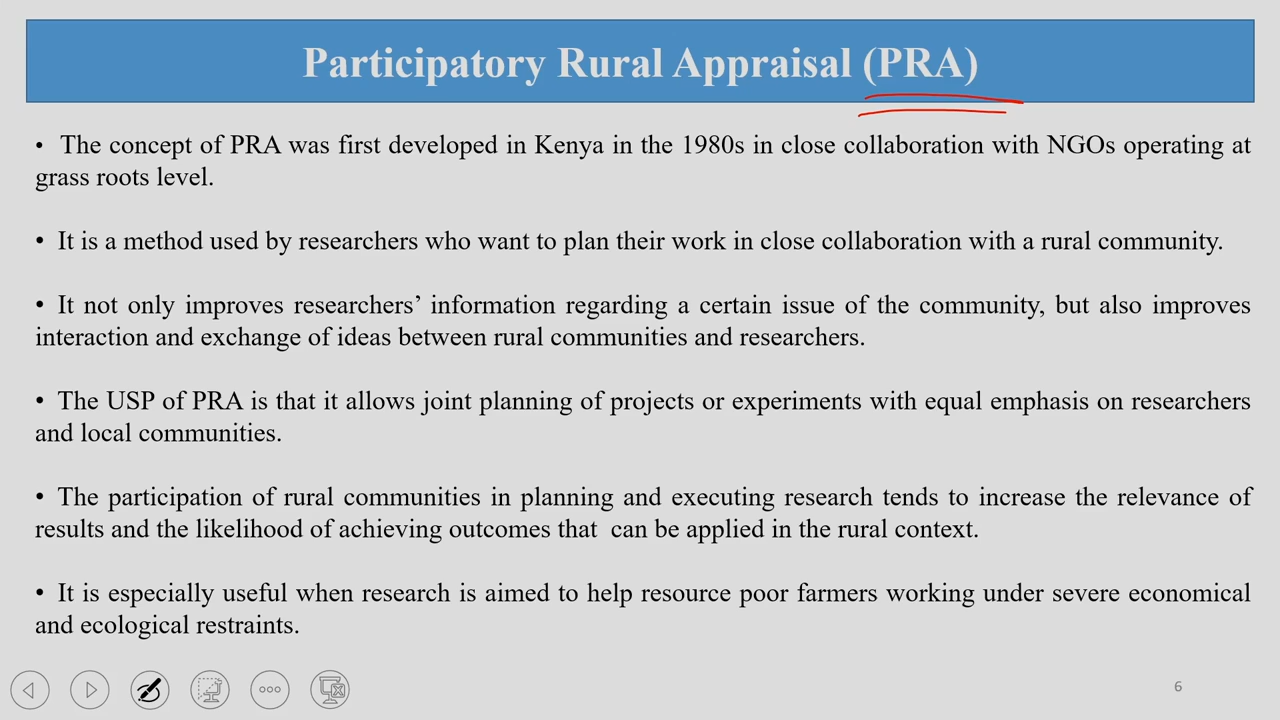 Participatory Rural Appraisal (PRA)
• The concept of PRA was first developed in Kenya in the 1980s in close collaboration with NGOs operating at
grass roots level.
• It is a method used by researchers who want to plan their work in close collaboration with a rural community.
• It not only improves researchers’ information regarding a certain issue of the community, but also improves
interaction and exchange of ideas between rural communities and researchers.
• The USP of PRA is that it allows joint planning of projects or experiments with equal emphasis on researchers
and local communities.
• The participation of rural communities in planning and executing research tends to increase the relevance of
results and the likelihood of achieving outcomes that  can be applied in the rural context.
• It is especially useful when research is aimed to help resource poor farmers working under severe economical
and ecological restraints.
6